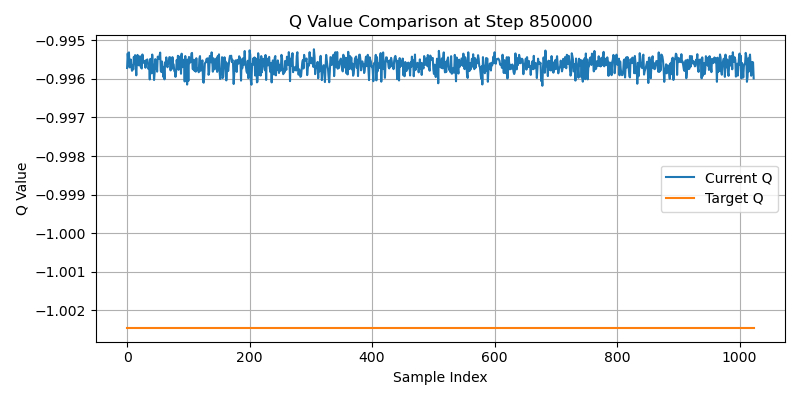 Q Value Comparison at Step 850000
−0.995
−0.996
−0.997
−0.998
−0.999
−1.000
−1.001
−1.002
Q Value
Current Q
Target Q
0 200 400 600 800 1000
Sample Index